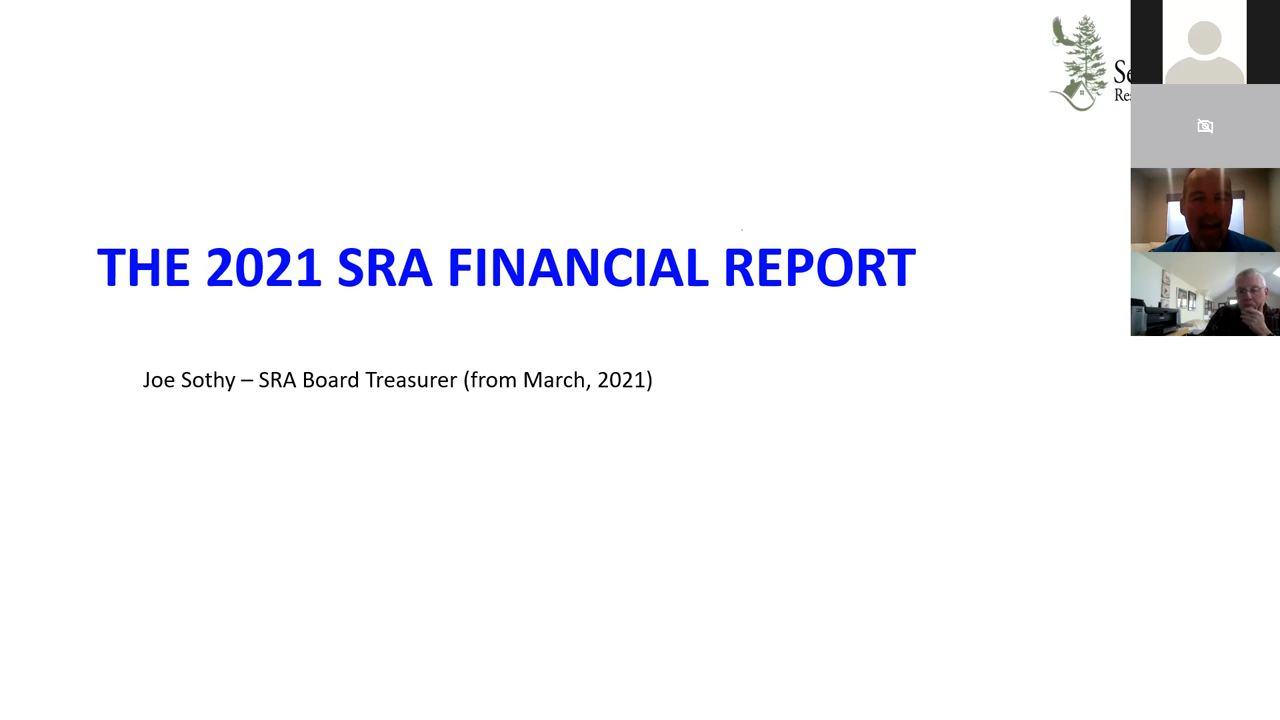 THE 2021 SRA FINANCIAL REPORT
Joe Sothy – SRA Board Treasurer (from March, 2021)